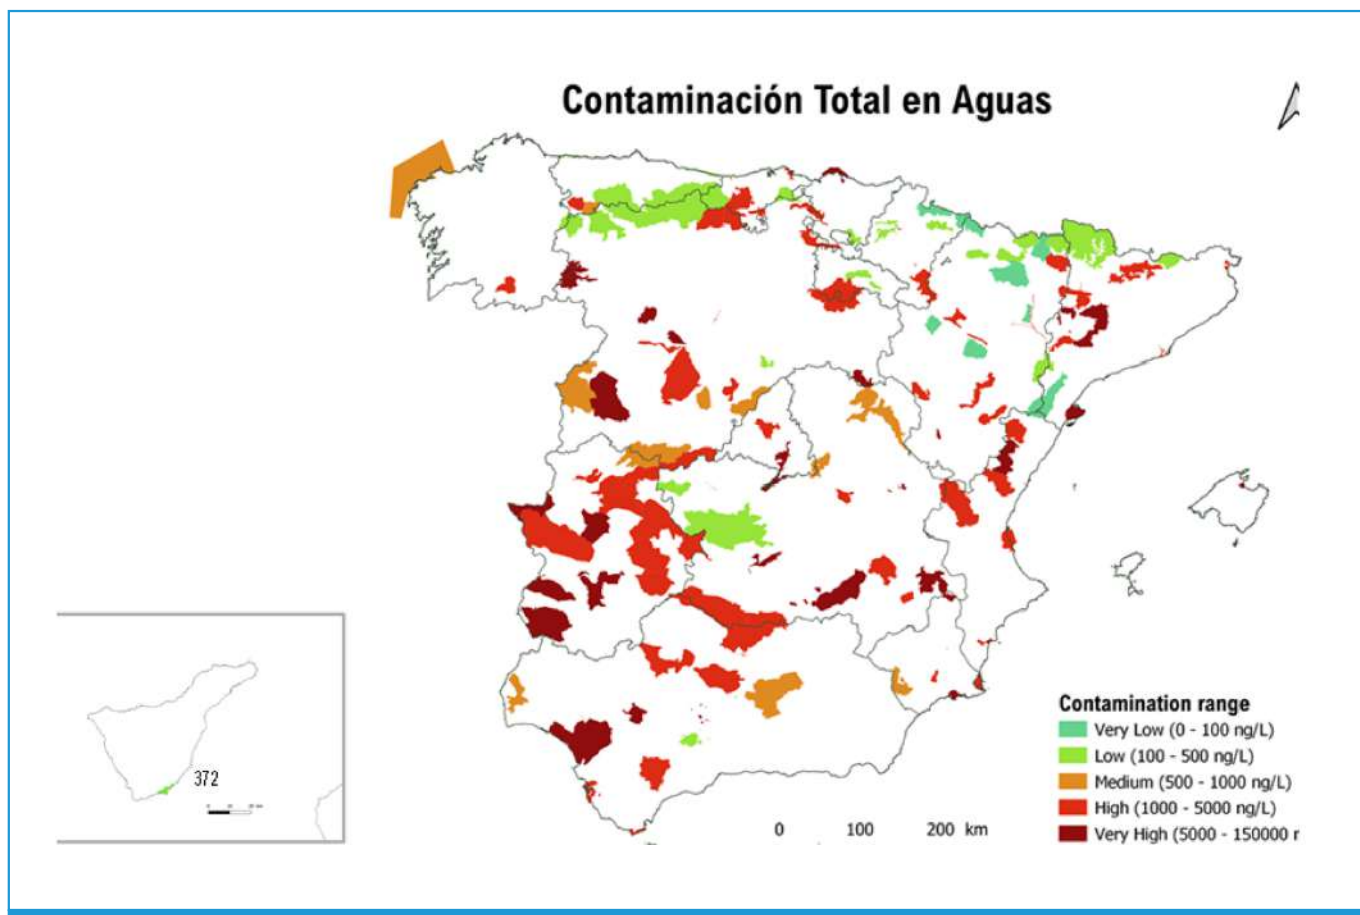 Contaminación Total en Aguas
372
0 100 200 km
Contamination range
Very Low (0 - 100 ng/L)
Low (100 - 500 ng/L)
Medium (500 - 1000 ng/L)
High (1000 - 5000 ng/L)
Very High (5000 - 150000 r